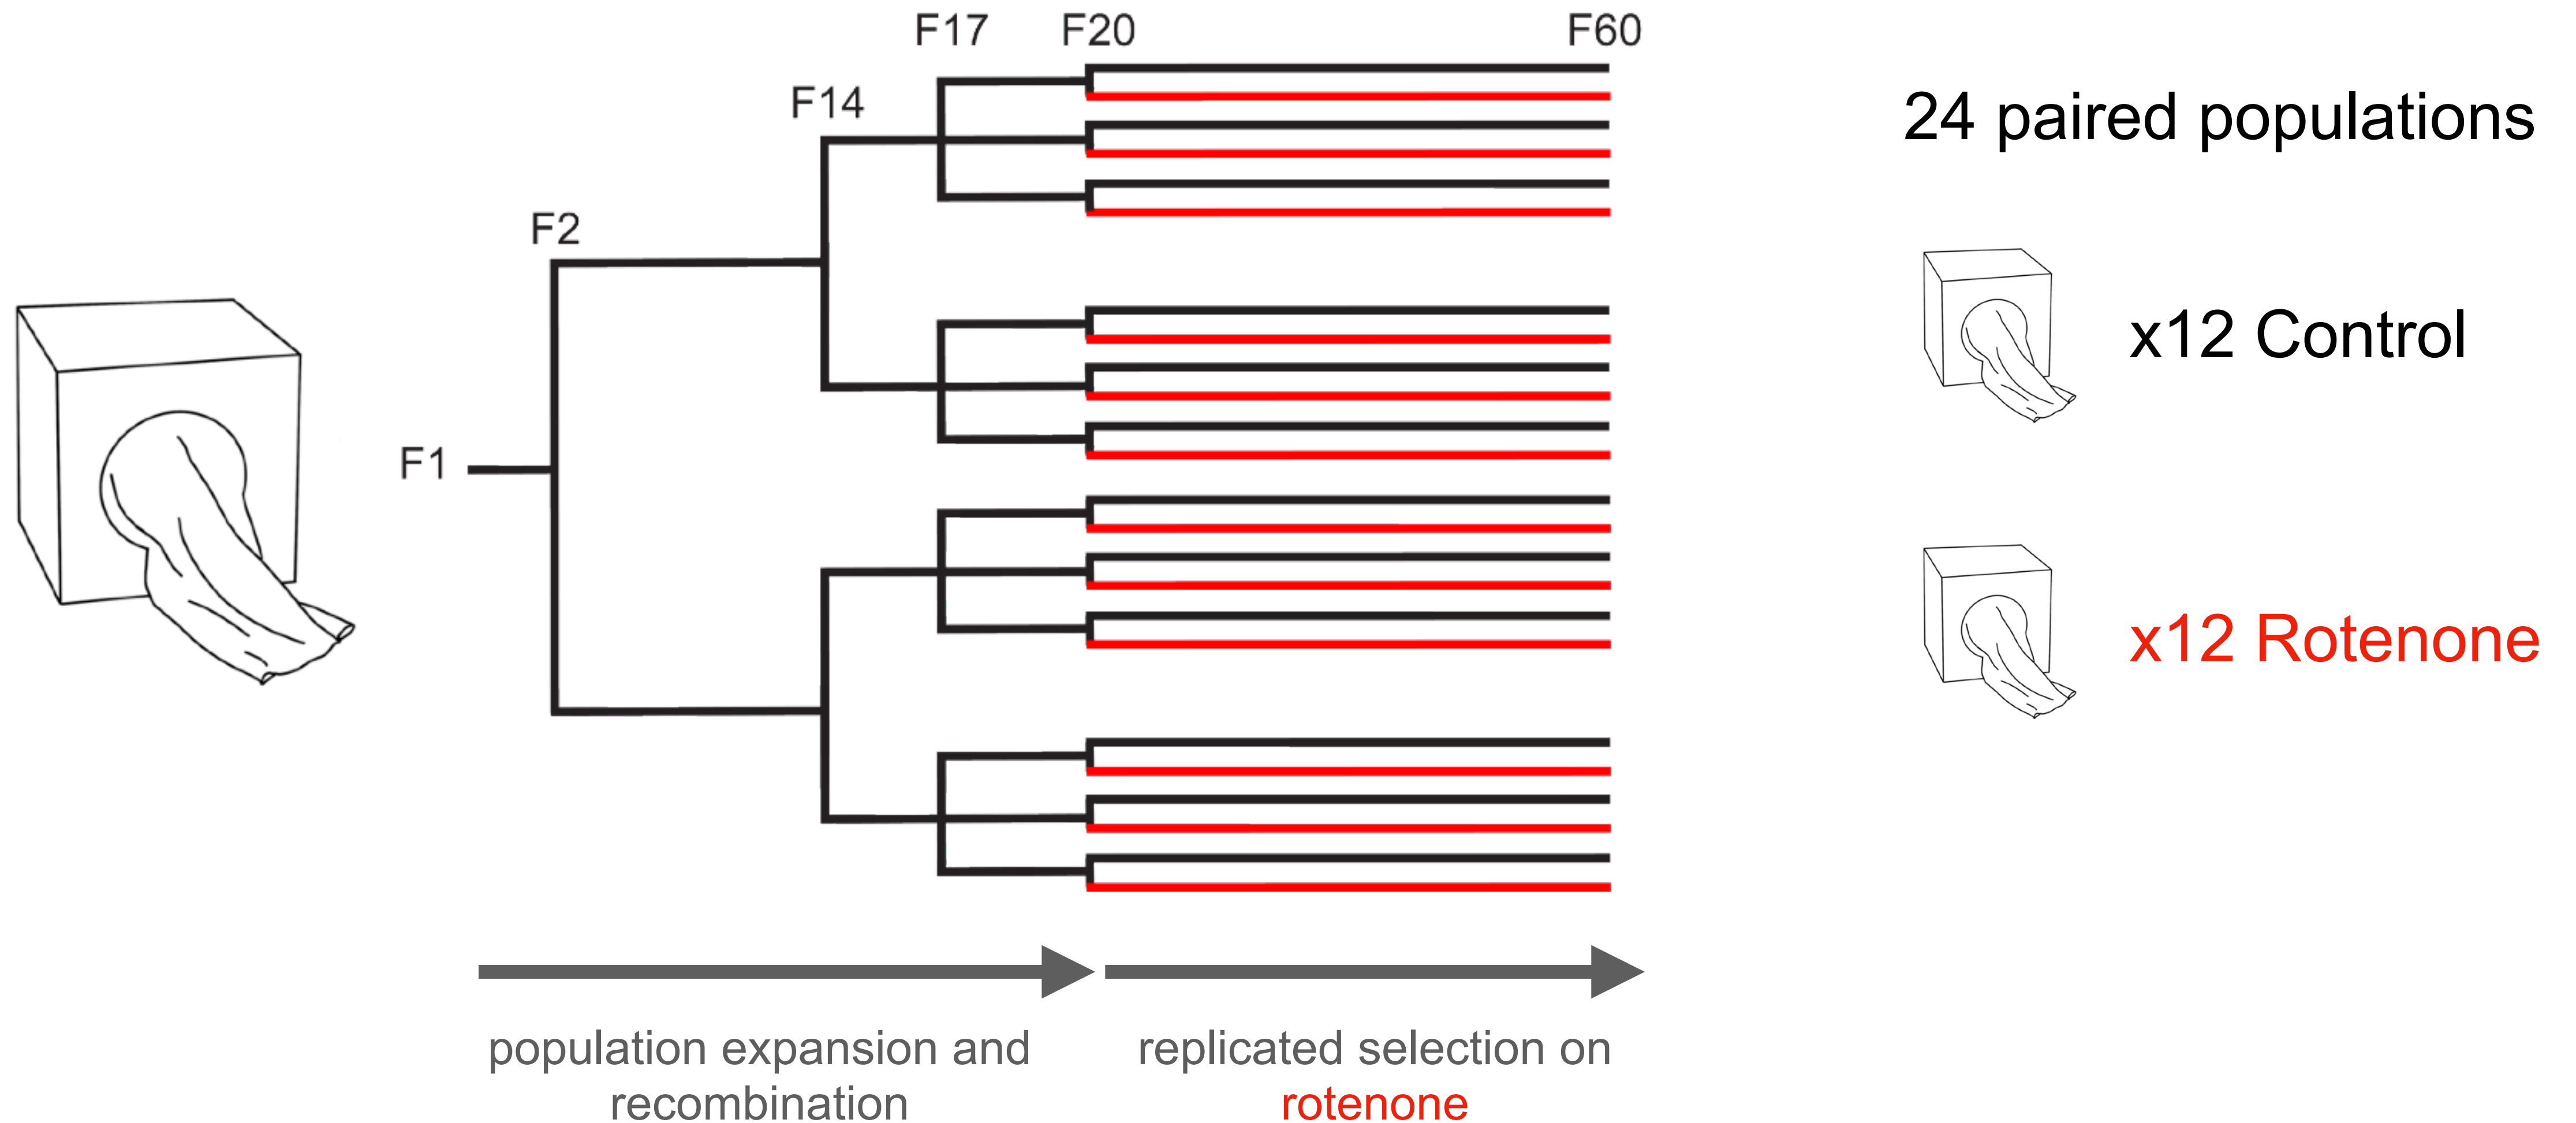 F17
F20
F60
F14
24 paired populations
F2
x12 Control
F1
x12 Rotenone
population expansion and
recombination
replicated selection on
rotenone